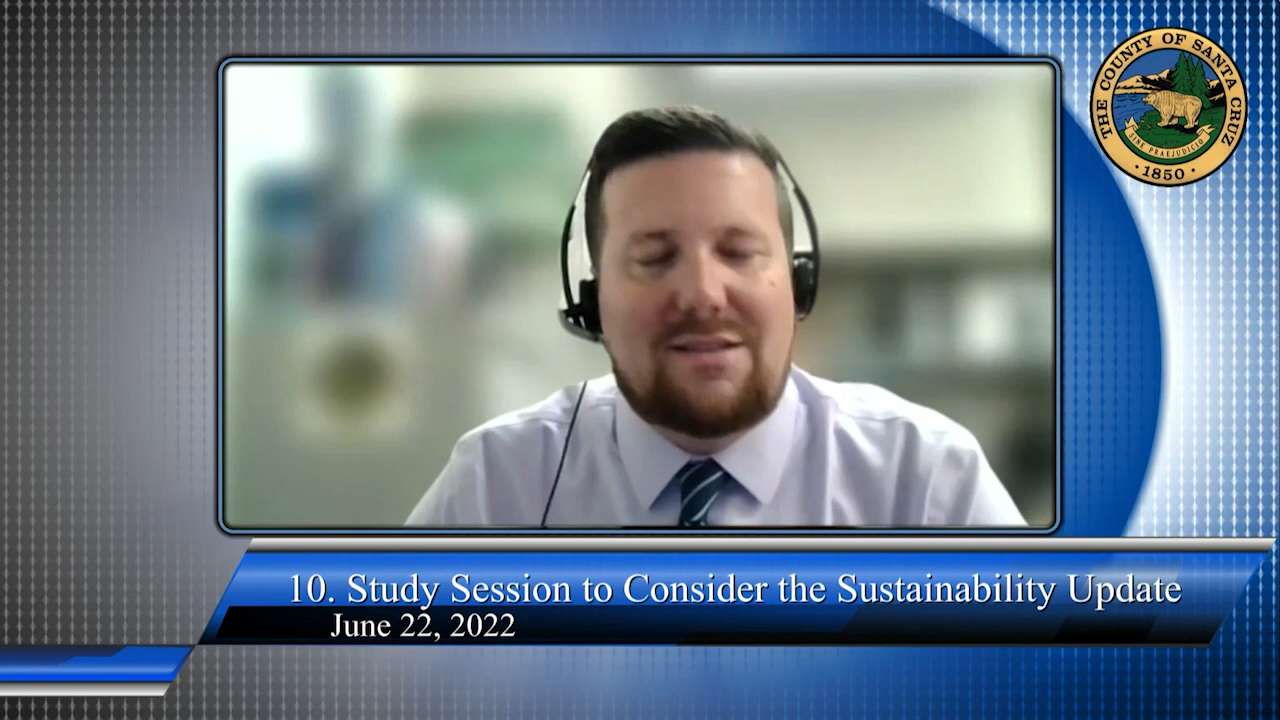 THE COUNTY OF SANTA CRUZ
SINE PRAEJUDICIO
• 1850 •
10. Study Session to Consider the Sustainability Update
June 22, 2022